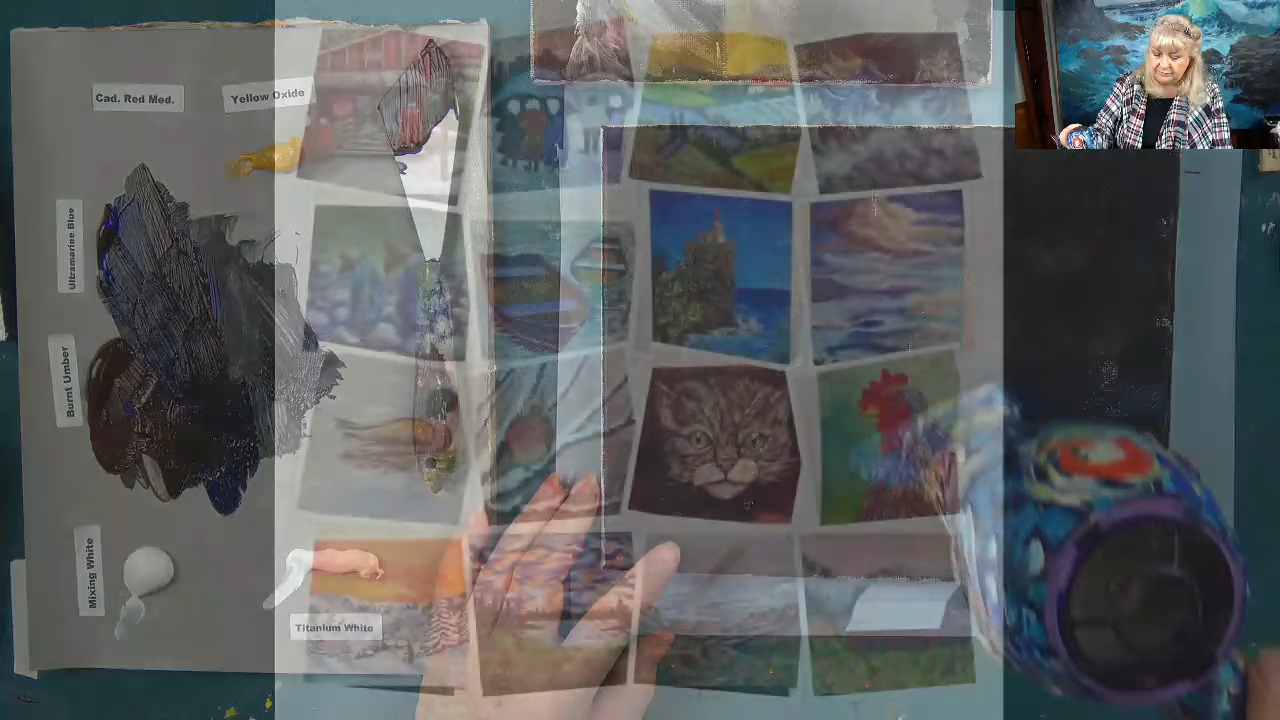 Cad. Red Med.
Yellow Oxide
Ultramarine Blue
Burnt Umber
Mixing White
Titanium White